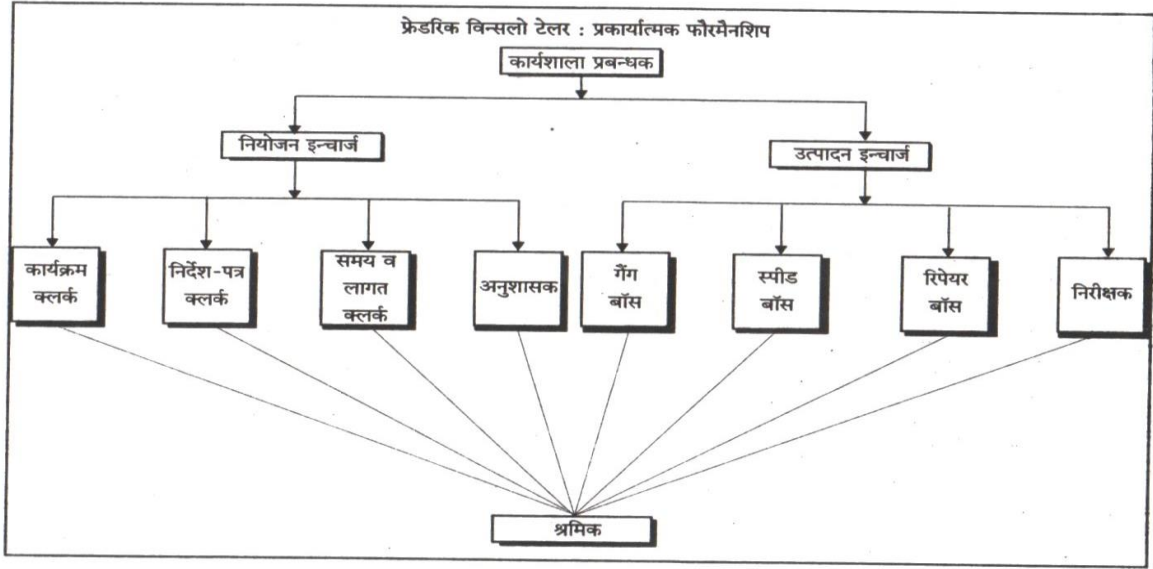 फ्रेडरिक विन्सलो टेलर : प्रकार्यात्मक फौरमैनशिप
कार्यशाला प्रबन्धक
नियोजन इन्चार्ज
उत्पादन इन्चार्ज
कार्यक्रम
क्लर्क
निर्देश-पत्र
क्लर्क
समय व
लागत
क्लर्क
अनुशासक
गैंग
बॉस
स्पीड
बॉस
रिपेयर
बॉस
निरीक्षक
श्रमिक